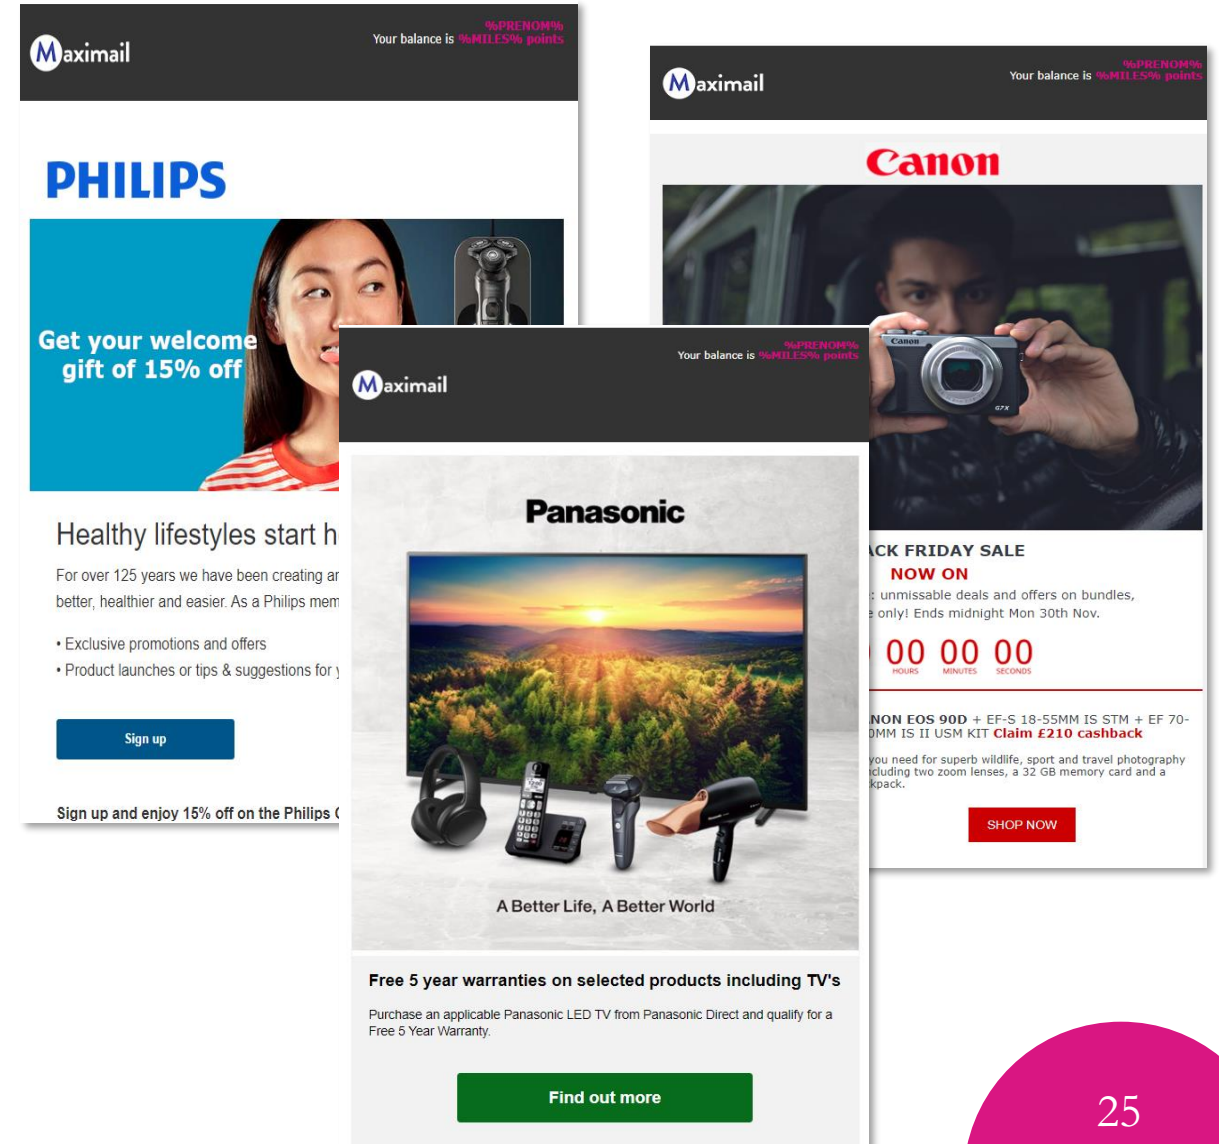 %PRENOM%
Your balance is %MILES% points
Maximail
PHILIPS
Get your welcome
gift of 15% off
Healthy lifestyles start h
For over 125 years we have been creating an
better, healthier and easier. As a Philips mem
• Exclusive promotions and offers
• Product launches or tips & suggestions for y
Sign up
Sign up and enjoy 15% off on the Philips
%PRENOM%
Your balance is %MILES% points
Maximail
Canon
Canon
G7X
ACK FRIDAY SALE
NOW ON
: unmissable deals and offers on bundles,
e only! Ends midnight Mon 30th Nov.
00 00 00
HOURS MINUTES SECONDS
NON EOS 90D + EF-S 18-55MM IS STM + EF 70-
0MM IS II USM KIT Claim £210 cashback
you need for superb wildlife, sport and travel photography
cluding two zoom lenses, a 32 GB memory card and a
kpack.
SHOP NOW
%PRENOM%
Your balance is %MILES% points
Maximail
Panasonic
A Better Life, A Better World
Free 5 year warranties on selected products including TV's
Purchase an applicable Panasonic LED TV from Panasonic Direct and qualify for a
Free 5 Year Warranty.
Find out more
25